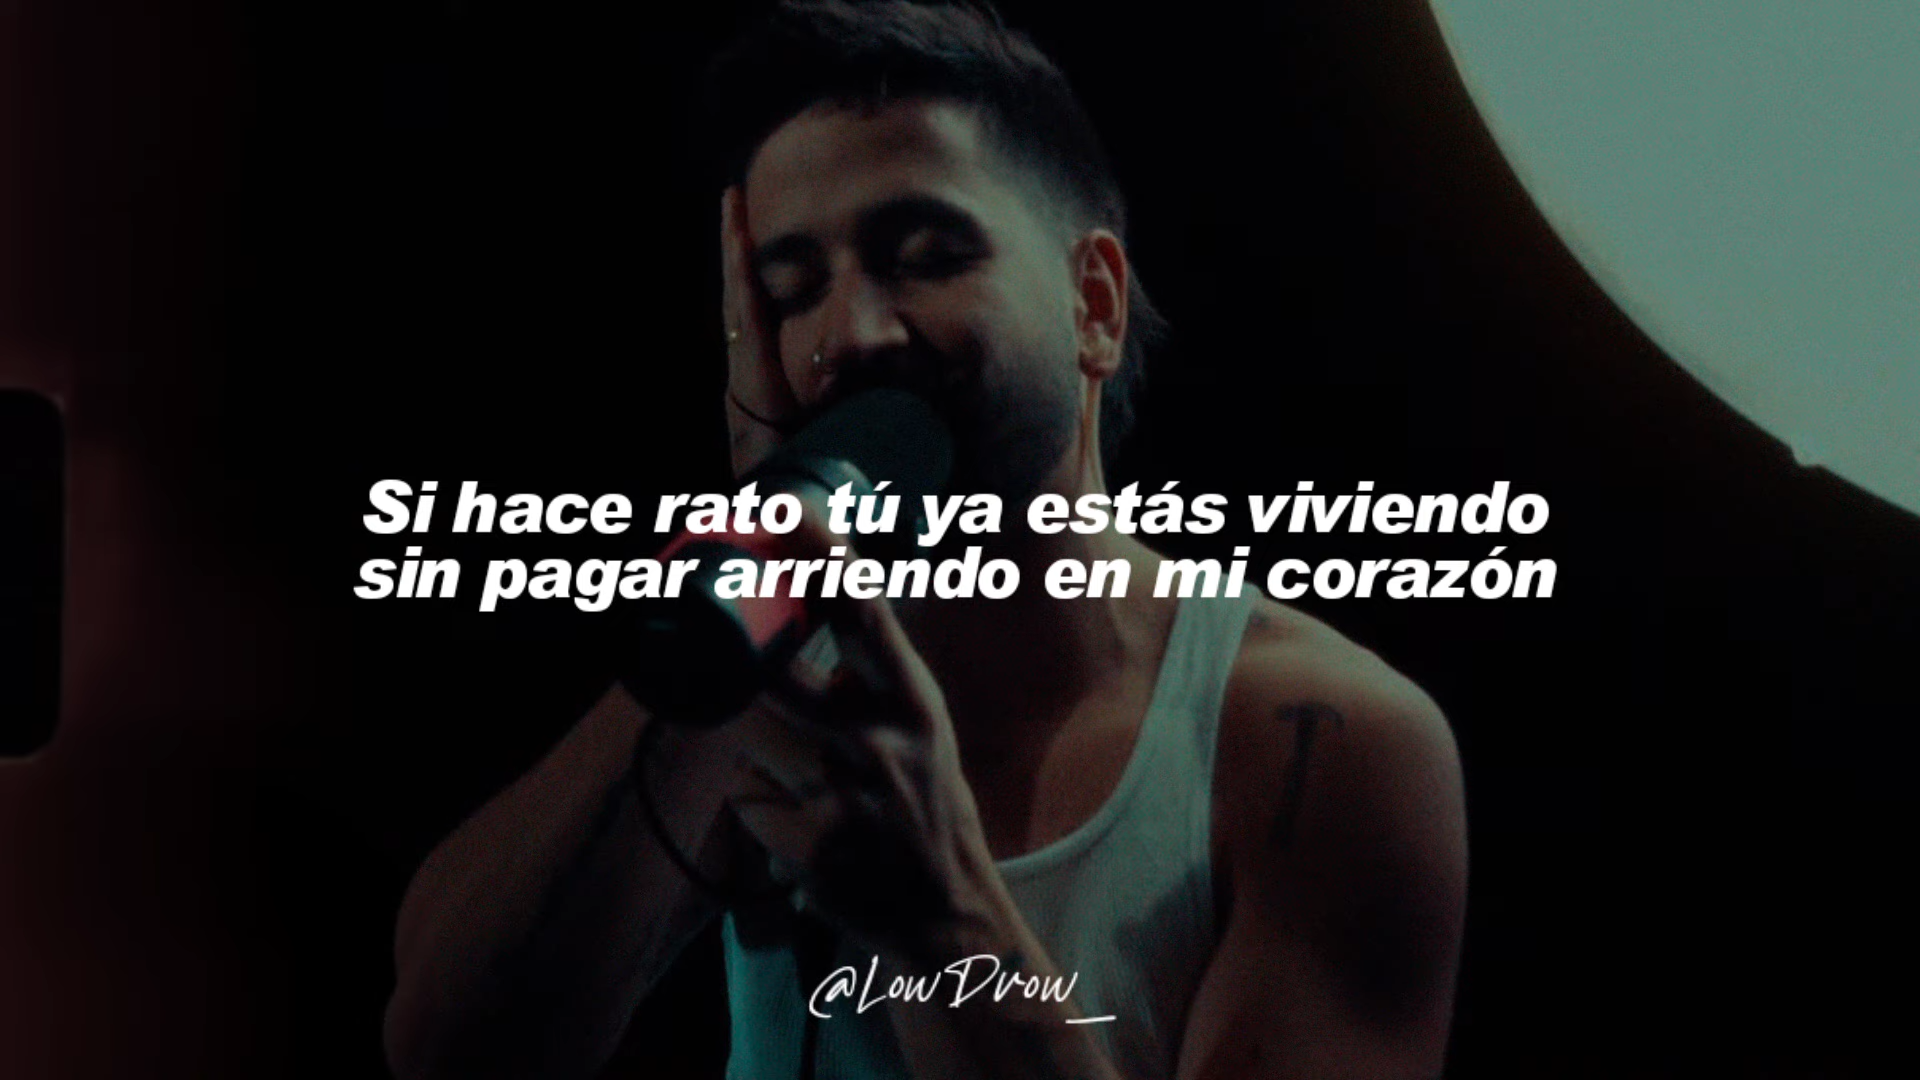 Si hace rato tú ya estás viviendo
sin pagar arriendo en mi corazón
@LowDrow_